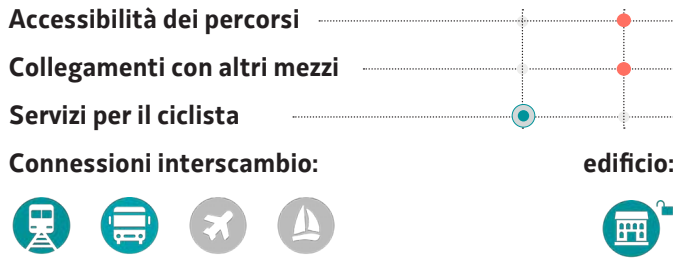 Accessibilità dei percorsi
Collegamenti con altri mezzi
Servizi per il ciclista
Connessioni interscambio: edificio: